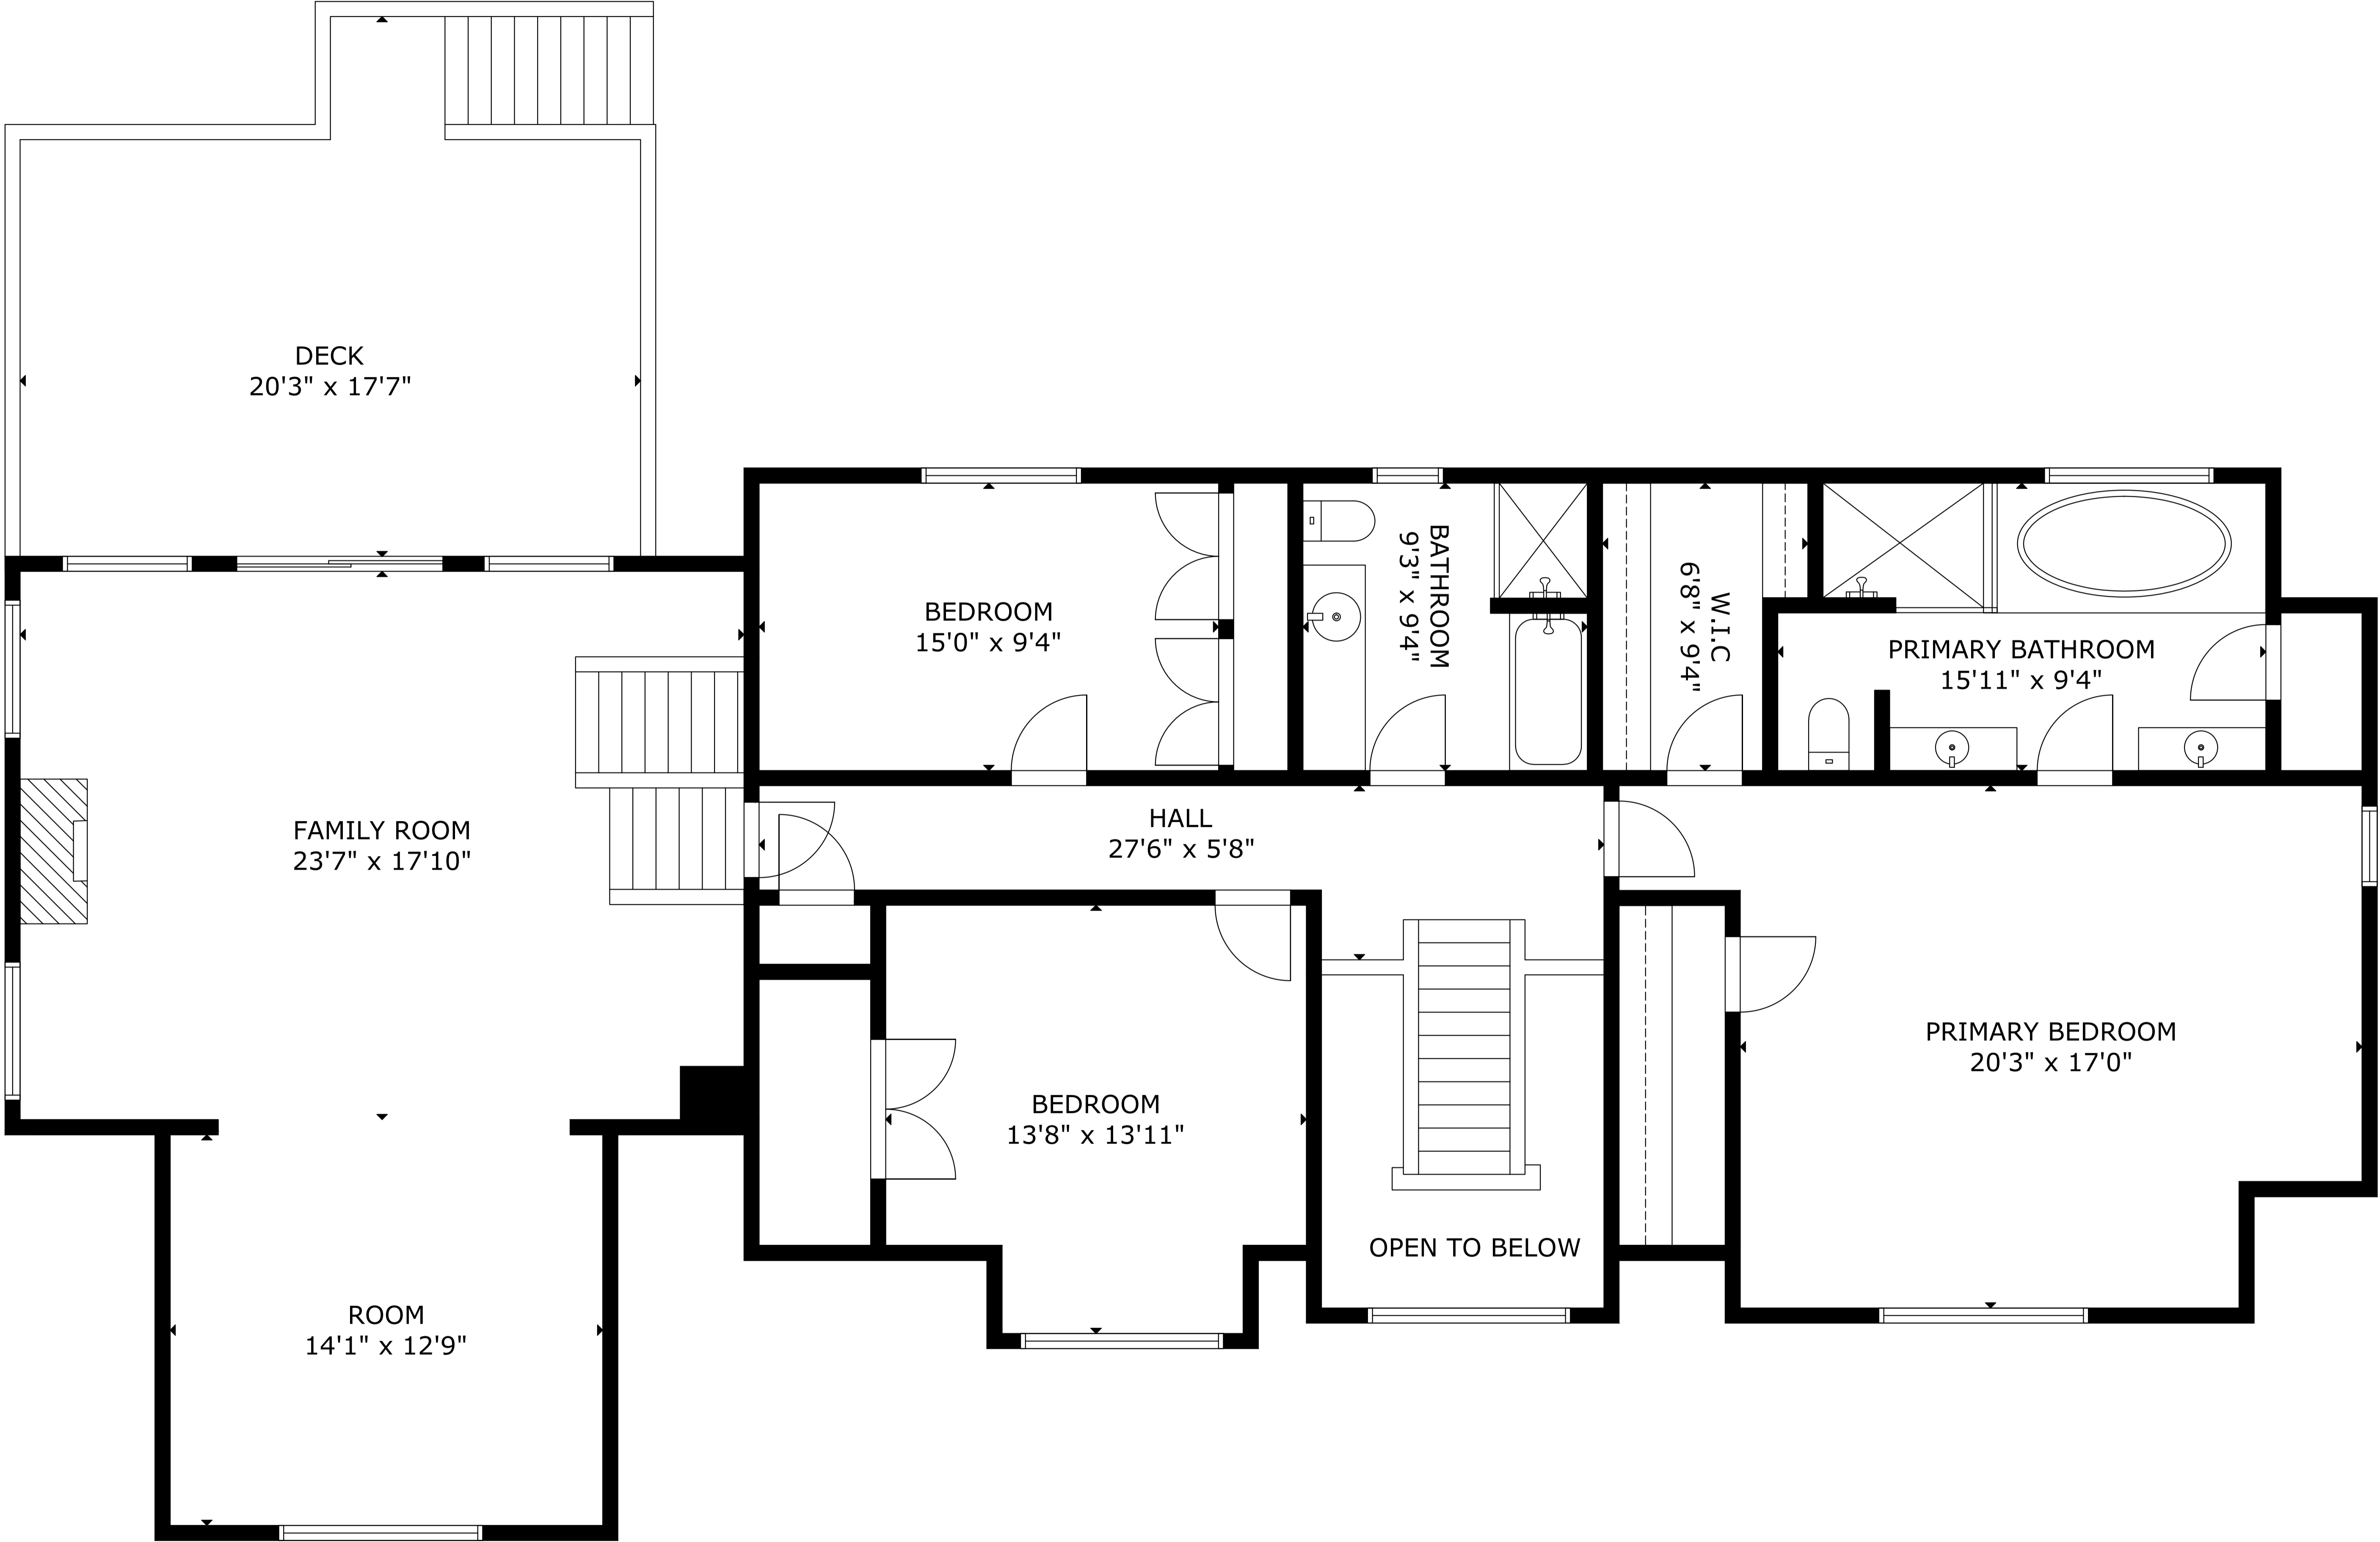 DECK
20'3" x 17'7"
BEDROOM
15'0" x 9'4"
BATHROOM
9'3" x 9'4"
W.I.C
6'8" x 9'4"
PRIMARY BATHROOM
15'11" x 9'4"
FAMILY ROOM
23'7" x 17'10"
HALL
27'6" x 5'8"
PRIMARY BEDROOM
20'3" x 17'0"
BEDROOM
13'8" x 13'11"
OPEN TO BELOW
ROOM
14'1" x 12'9"